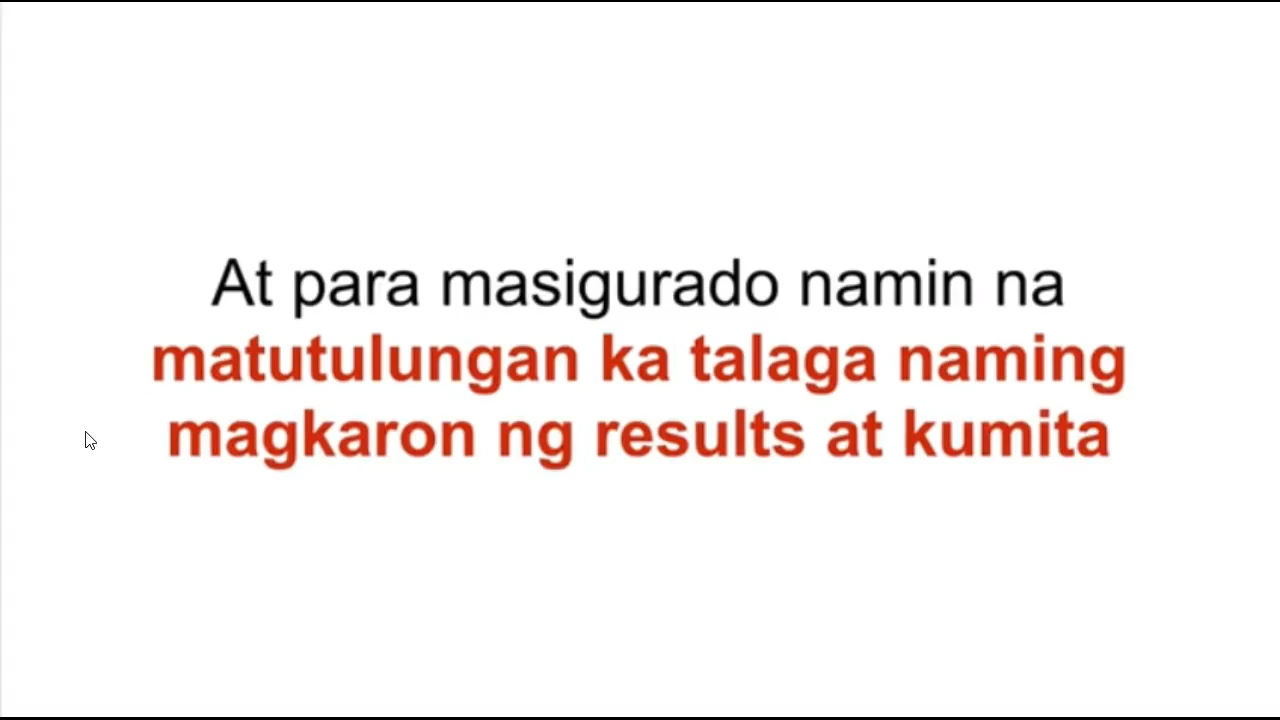 At para masigurado namin na
matutulungan ka talaga naming
magkaron ng results at kumita